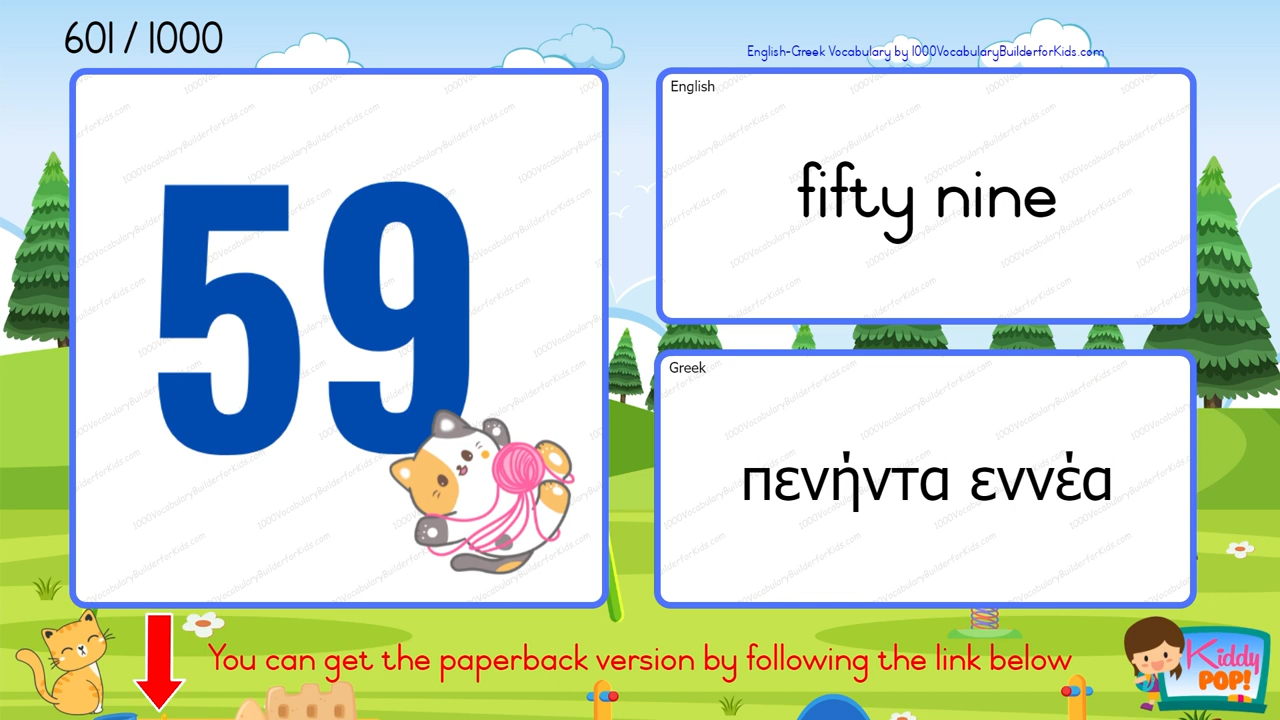 601 / 1000
English-Greek Vocabulary by 1000VocabularyBuilderforKids.com
59
English
fifty nine
Greek
πενήντα εννέα
You can get the paperback version by following the link below
Kiddy
POP!